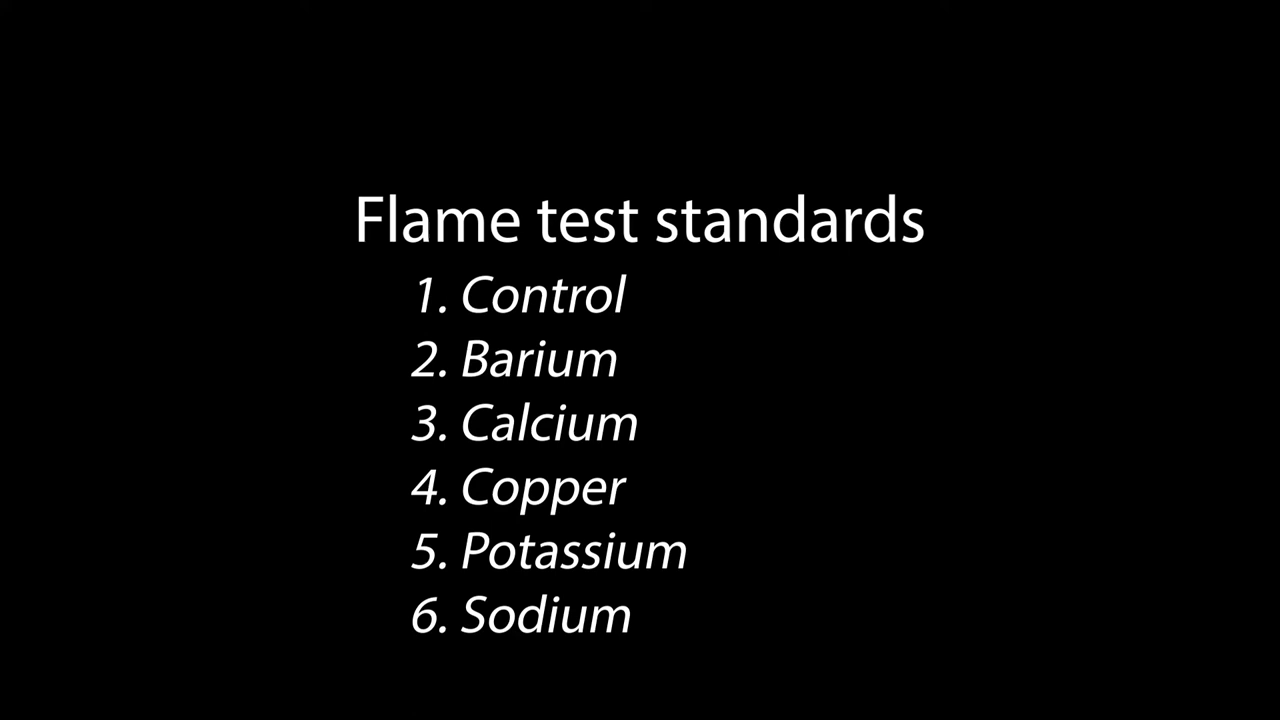 Flame test standards
1. Control
2. Barium
3. Calcium
4. Copper
5. Potassium
6. Sodium